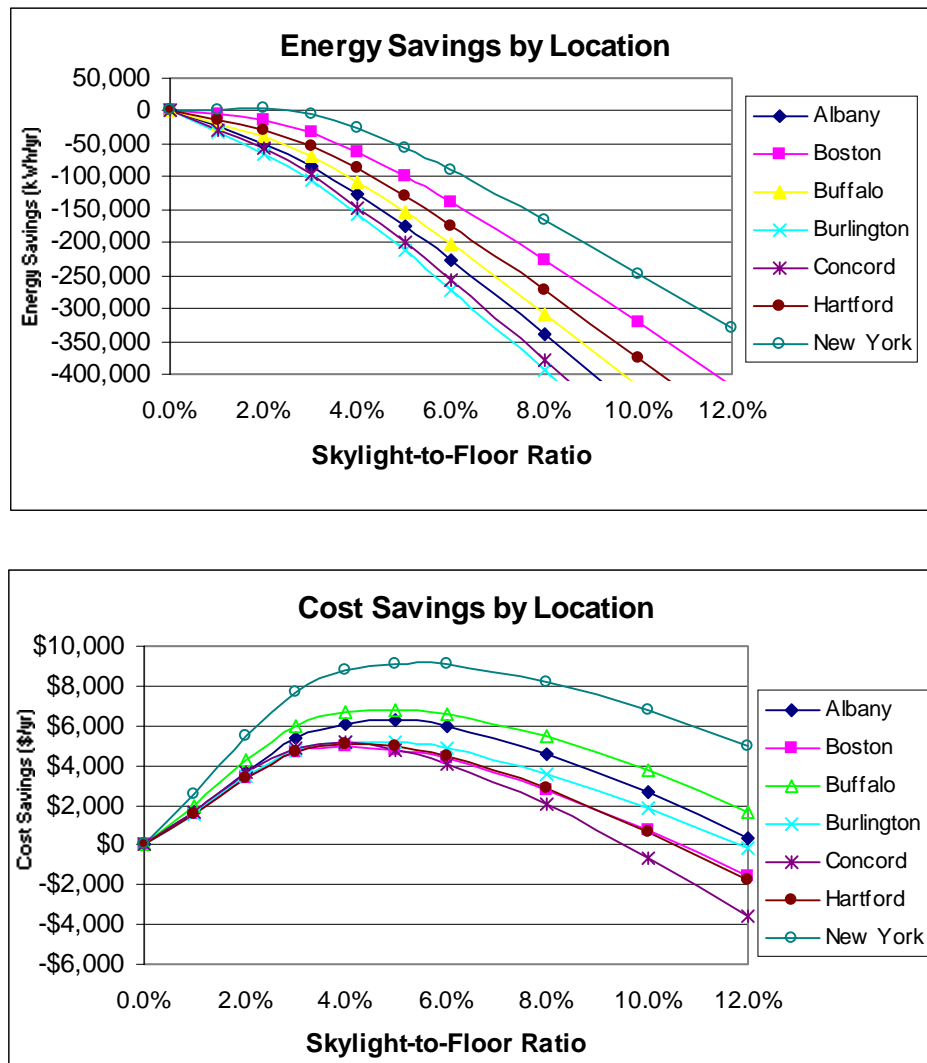 Energy Savings by Location
50,000
0
-50,000
-100,000
-150,000
-200,000
-250,000
-300,000
-350,000
-400,000
Energy Savings (kWh/yr)
0.0% 2.0% 4.0% 6.0% 8.0% 10.0% 12.0%
Skylight-to-Floor Ratio
Albany
Boston
Buffalo
Burlington
Concord
Hartford
New York
Cost Savings by Location
$10,000
$8,000
$6,000
$4,000
$2,000
$0
-$2,000
-$4,000
-$6,000
Cost Savings ($/yr)
0.0% 2.0% 4.0% 6.0% 8.0% 10.0% 12.0%
Skylight-to-Floor Ratio
Albany
Boston
Buffalo
Burlington
Concord
Hartford
New York